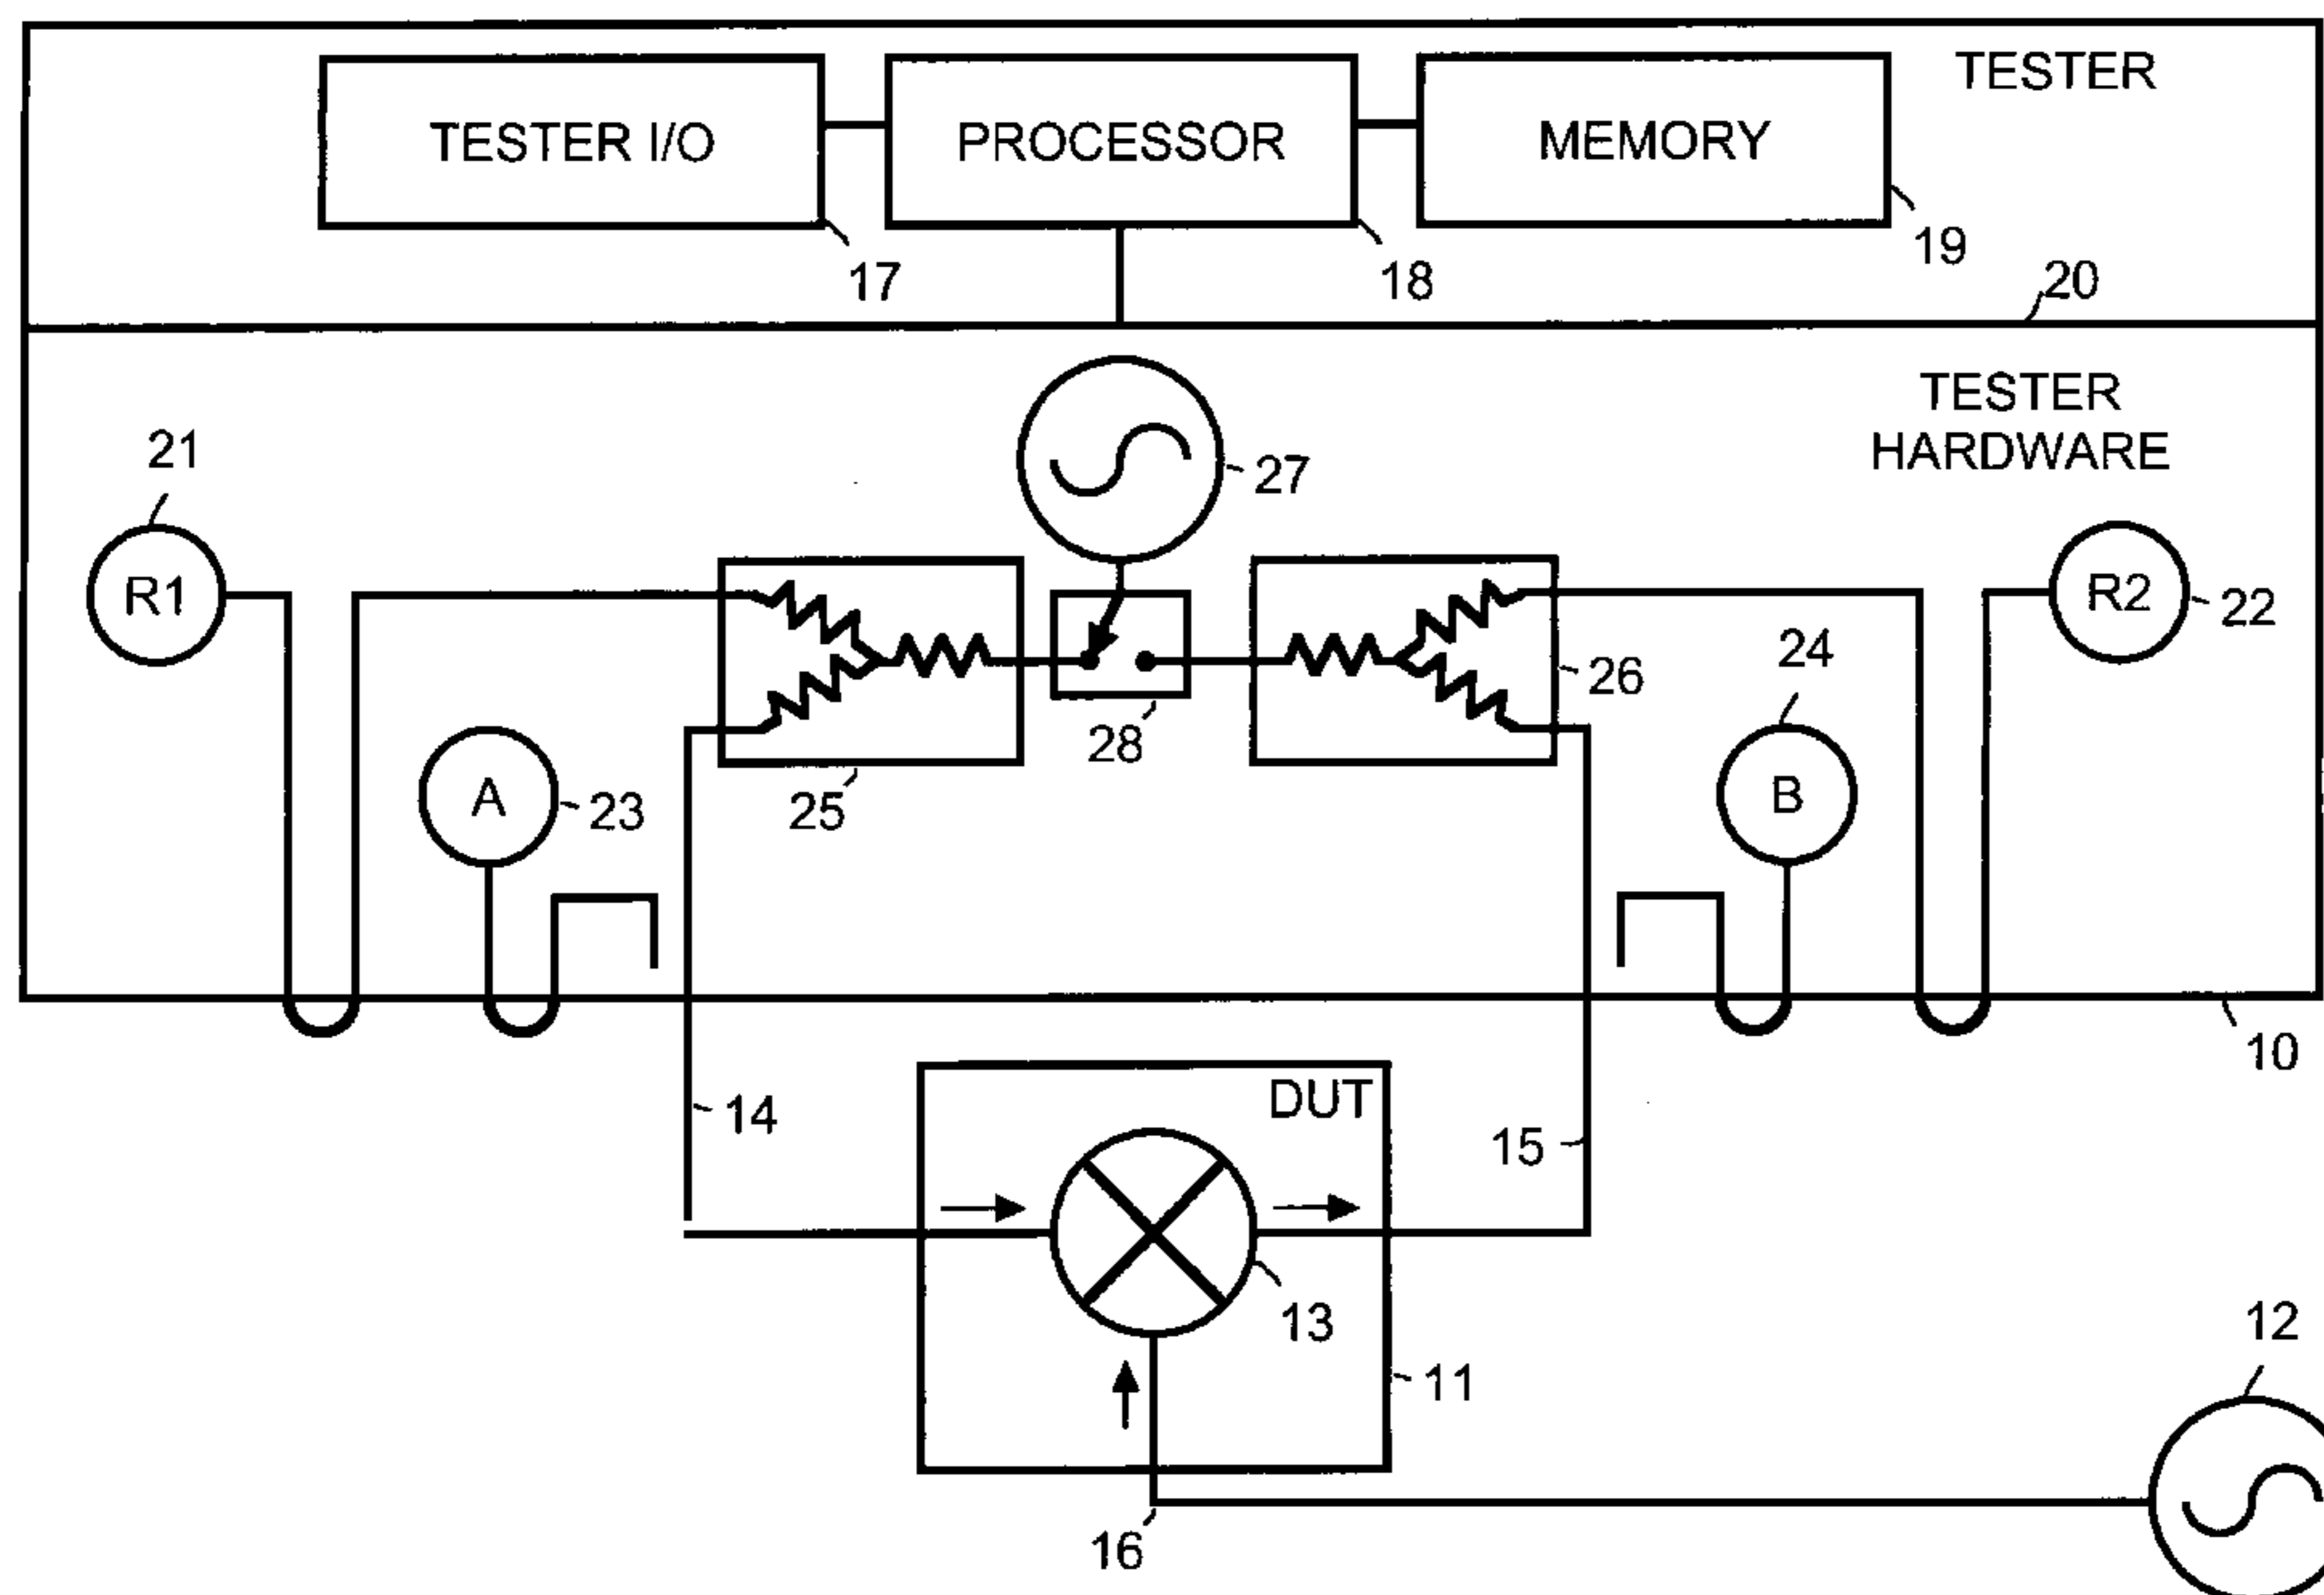 TESTER
TESTER I/O
PROCESSOR
MEMORY
17
18
19
20
TESTER
HARDWARE
21
27
R1
R2
22
24
26
28
A
23
25
B
10
DUT
14
15
13
12
11
16